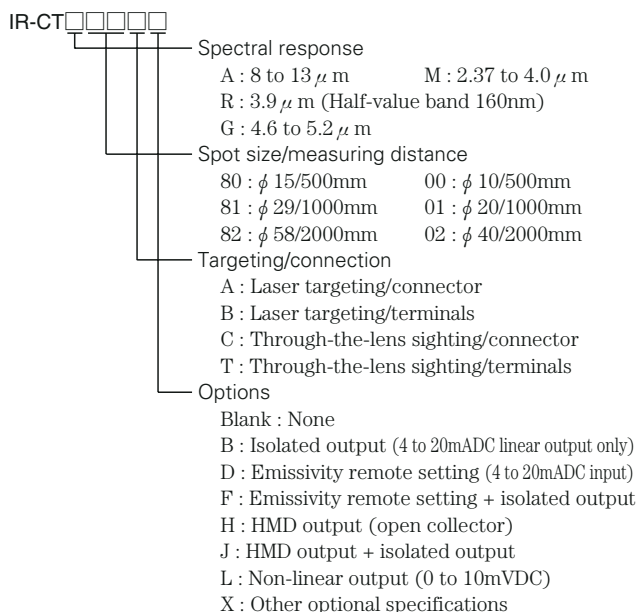 IR-CT□□□□□
Spectral response
A : 8 to 13 μ m M : 2.37 to 4.0 μ m
R : 3.9 μ m (Half-value band 160nm)
G : 4.6 to 5.2 μ m
Spot size/measuring distance
80 : ϕ 15/500mm 00 : ϕ 10/500mm
81 : ϕ 29/1000mm 01 : ϕ 20/1000mm
82 : ϕ 58/2000mm 02 : ϕ 40/2000mm
Targeting/connection
A : Laser targeting/connector
B : Laser targeting/terminals
C : Through-the-lens sighting/connector
T : Through-the-lens sighting/terminals
Options
Blank : None
B : Isolated output (4 to 20mADC linear output only)
D : Emissivity remote setting (4 to 20mADC input)
F : Emissivity remote setting + isolated output
H : HMD output (open collector)
J : HMD output + isolated output
L : Non-linear output (0 to 10mVDC)
X : Other optional specifications